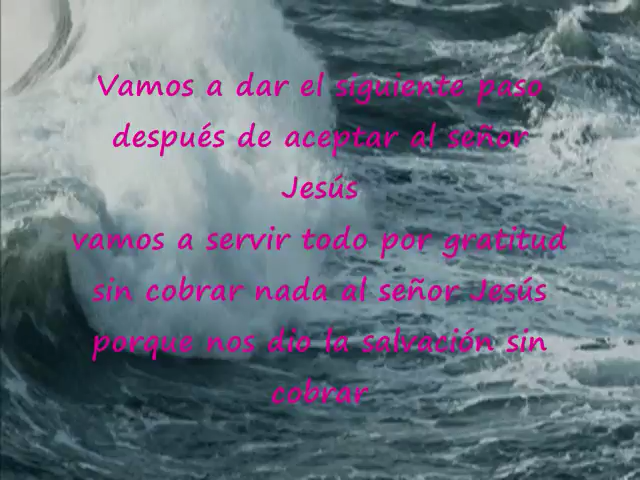 Vamos a dar el siguiente paso
después de aceptar al señor
Jesús
vamos a servir todo por gratitud
sin cobrar nada al señor Jesús
porque nos dio la salvación sin
cobrar